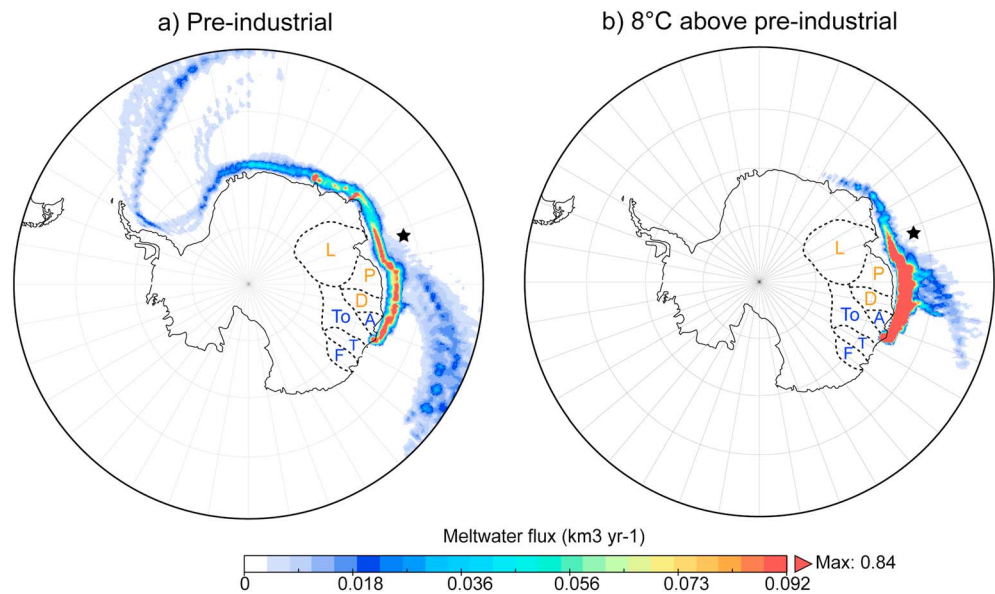 a) Pre-industrial
b) 8°C above pre-industrial
L
P
D
To
A
T
F
L
P
D
To
A
T
F
Meltwater flux (km3 yr-1)
Max: 0.84
0
0.018
0.036
0.056
0.073
0.092